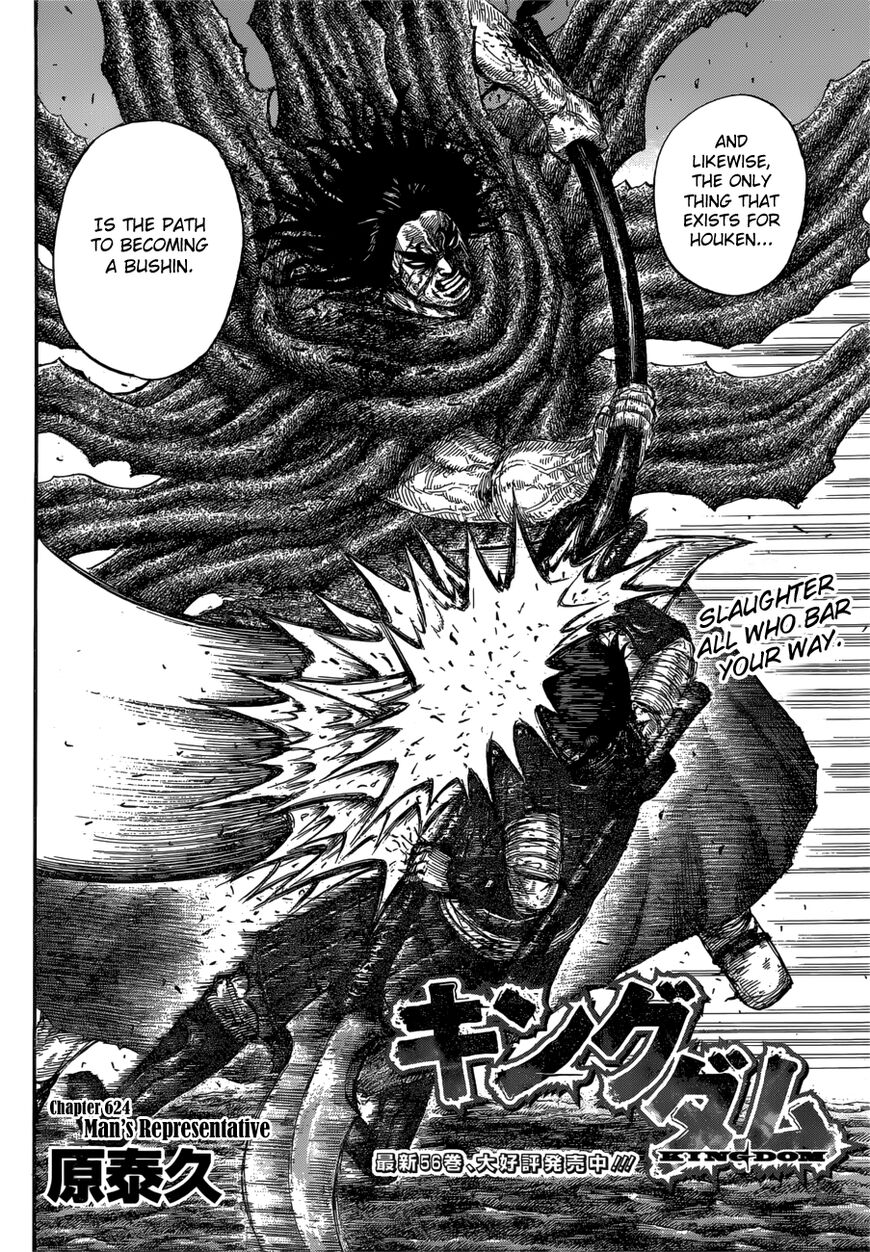 AND
LIKEWISE,
THE ONLY
THING THAT
EXISTS FOR
HOUKEN...
IS THE PATH
TO BECOMING
A BUSHIN.
SLAUGHTER
ALL WHO BAR
YOUR WAY.
キングダム
KINGDOM
最新56巻、大好評発売中!!!!
Chapter 624
Man's Representative
原泰久